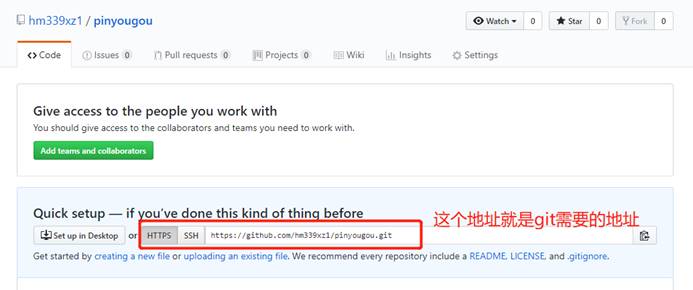 hm339xz1 / pinyougou
Watch 0 Star 0 Fork 0
Code Issues 0 Pull requests 0 Projects 0 Wiki Insights Settings
Give access to the people you work with
You should give access to the collaborators and teams you need to work with.
Add teams and collaborators
Quick setup — if you've done this kind of thing before
这个地址就是git需要的地址
Set up in Desktop or HTTPS SSH https://github.com/hm339xz1/pinyougou.git
Get started by creating a new file or uploading an existing file. We recommend every repository include a README, LICENSE, and .gitignore.